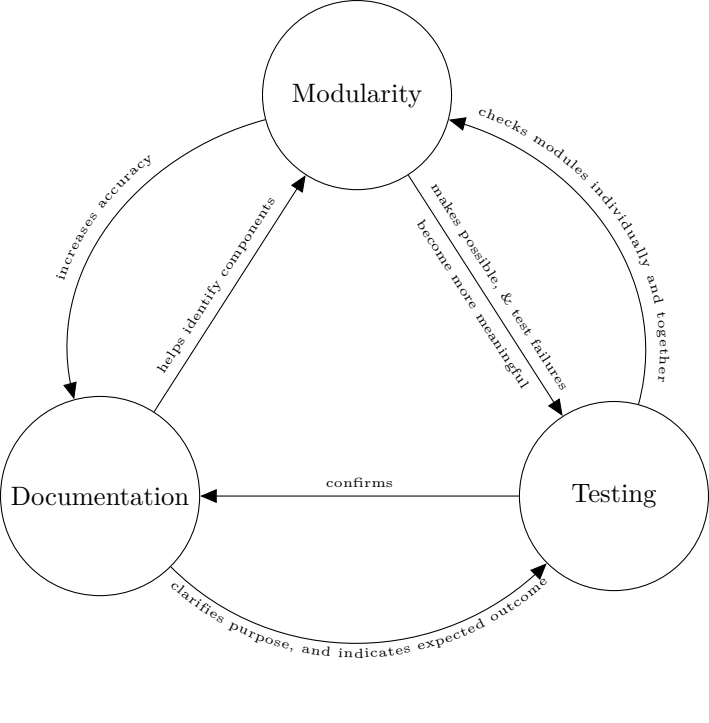 Modularity
checks modules individually and together
increases accuracy
helps identify components
makes possible, & test failures
become more meaningful
confirms
Documentation
Testing
clarifies purpose, and indicates expected outcome